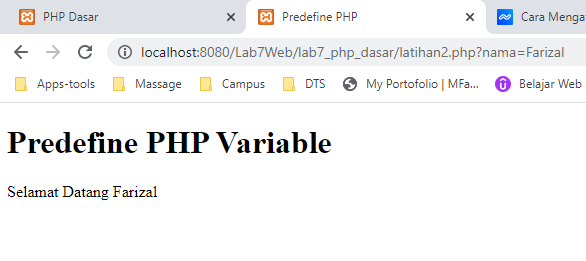 PHP Dasar
Predefine PHP
Cara Mengat
localhost:8080/Lab7Web/lab7_php_dasar/latihan2.php?nama=Farizal
Apps-tools
Massage
Campus
DTS
My Portofolio | MFa...
Belajar Web
Predefine PHP Variable
Selamat Datang Farizal